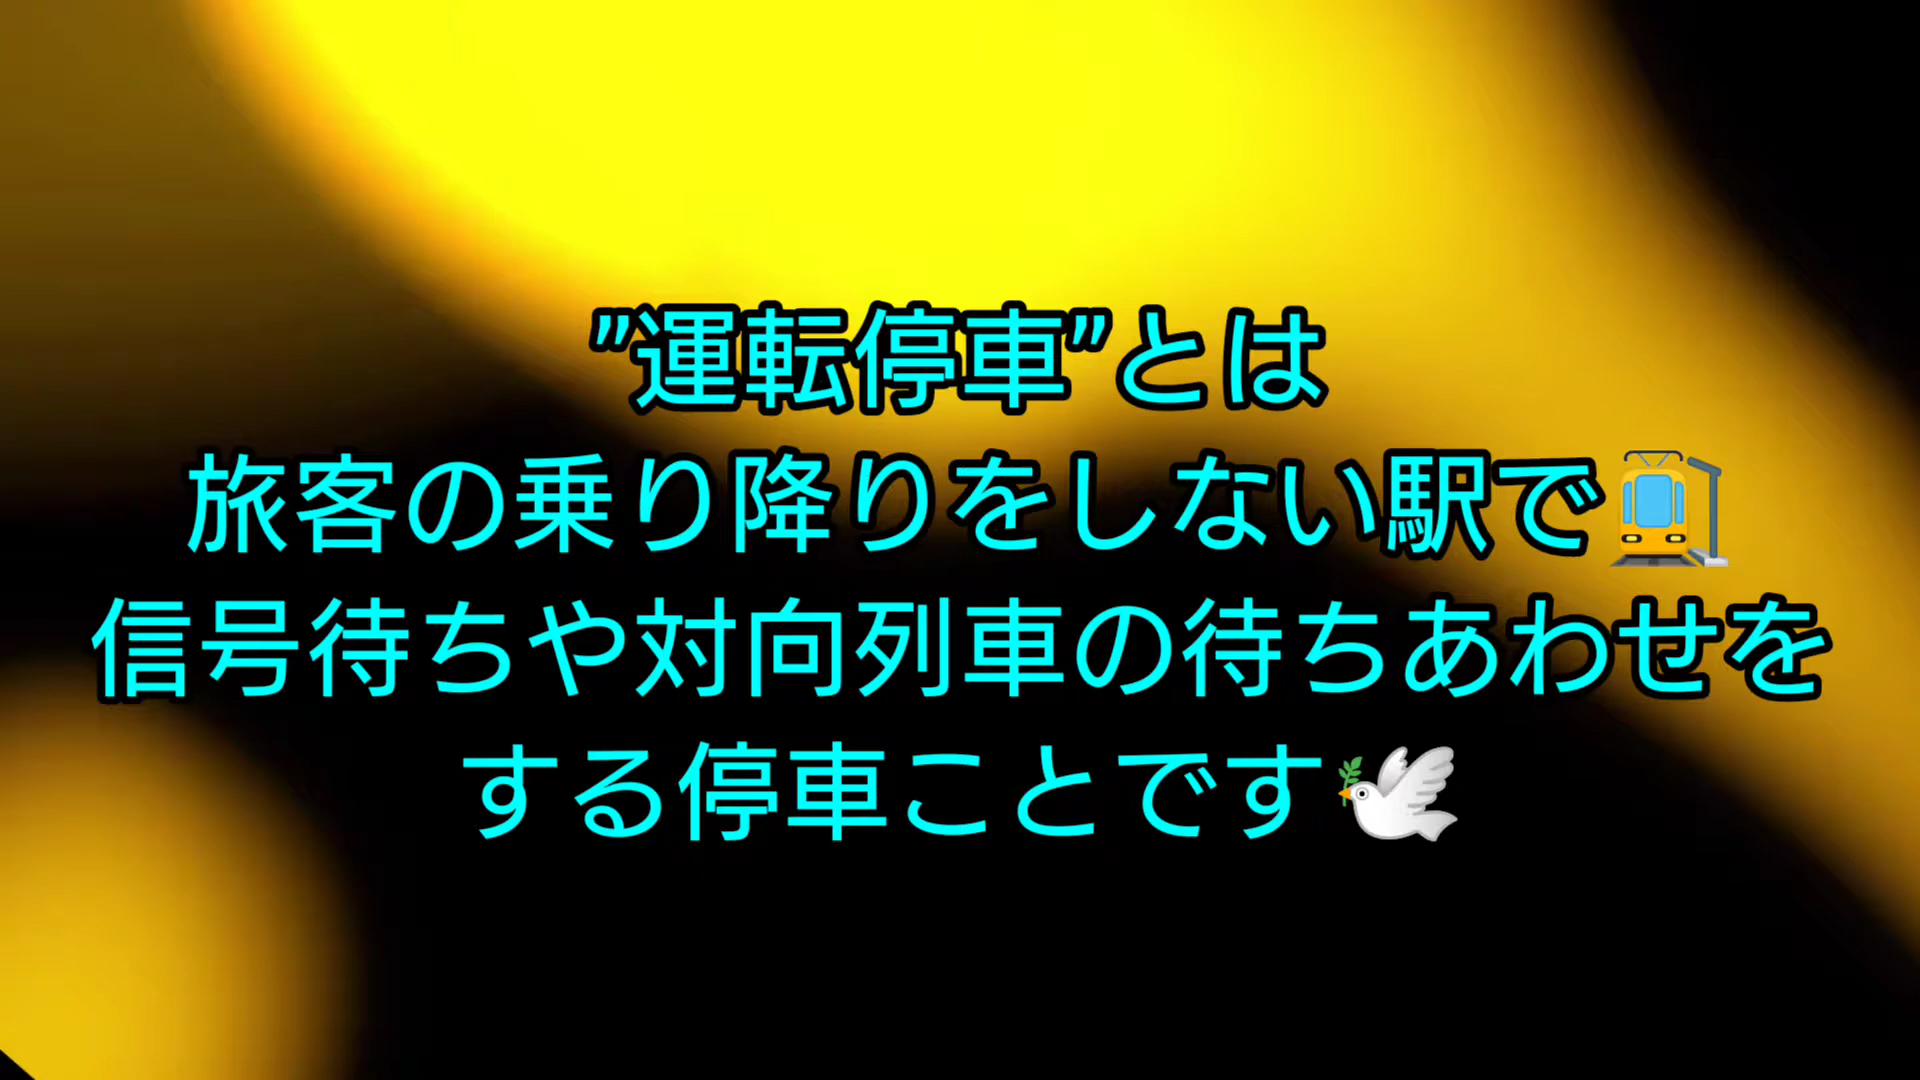 ”運転停車”とは
旅客の乗り降りをしない駅で🚉
信号待ちや対向列車の待ちあわせを
する停車ことです🕊️